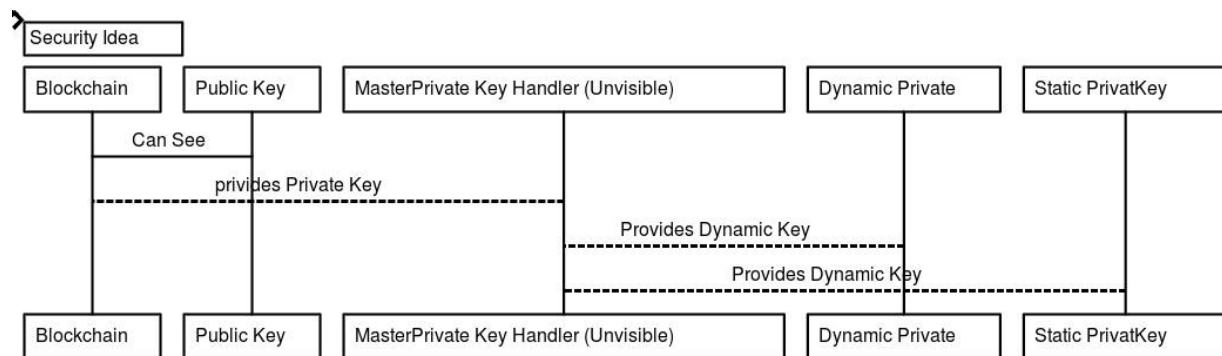 Security Idea
Blockchain Public Key MasterPrivate Key Handler (Unvisible) Dynamic Private Static PrivatKey
Can See
privides Private Key
Provides Dynamic Key
Provides Dynamic Key
Blockchain Public Key MasterPrivate Key Handler (Unvisible) Dynamic Private Static PrivatKey